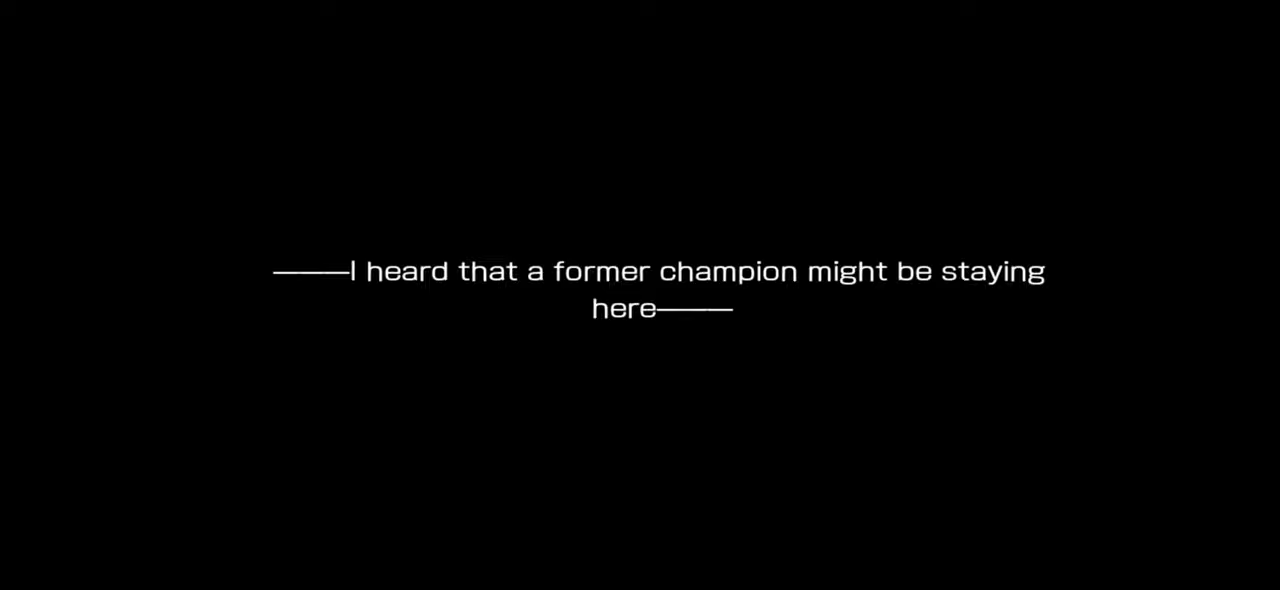 ———I heard that a former champion might be staying
here———